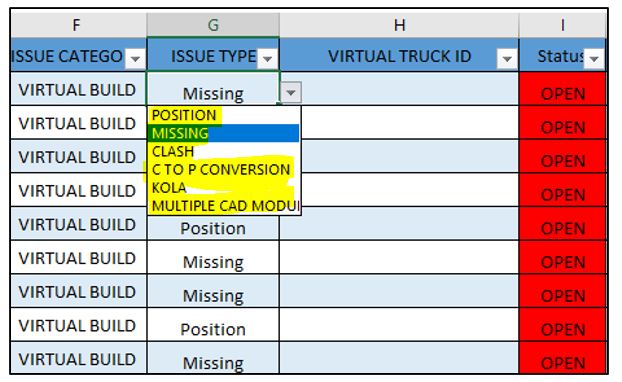 F G H I
ISSUE CATEGO ISSUE TYPE VIRTUAL TRUCK ID Status
VIRTUAL BUILD Missing OPEN
VIRTUAL BUILD POSITION OPEN
MISSING
VIRTUAL BUILD CLASH OPEN
C TO P CONVERSION
VIRTUAL BUILD KOLA OPEN
MULTIPLE CAD MODUI
VIRTUAL BUILD Position OPEN
VIRTUAL BUILD Missing OPEN
VIRTUAL BUILD Missing OPEN
VIRTUAL BUILD Position OPEN
VIRTUAL BUILD Missing OPEN